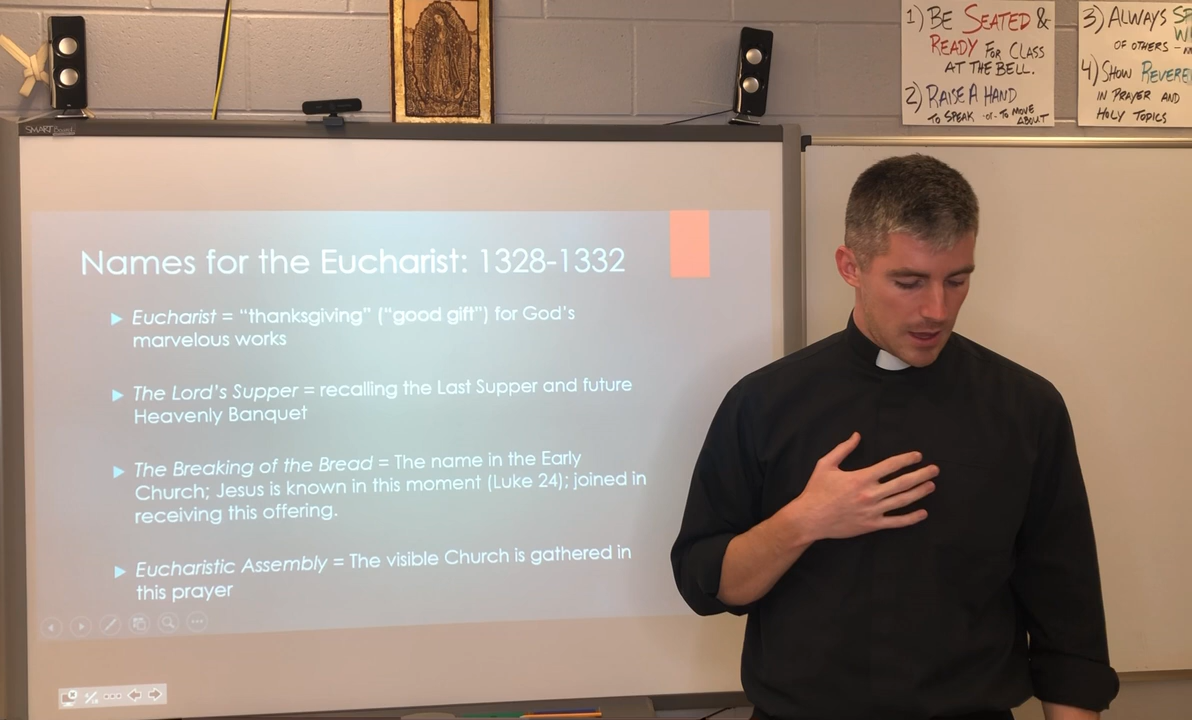 1) BE SEATED &
READY FOR CLASS
AT THE BELL.
2) RAISE A HAND
TO SPEAK -or- TO MOVE
ABOUT
3) ALWAYS
OF OTHERS -
4) SHOW
IN PRAYER AND
HOLY TOPICS
SMART Board
Names for the Eucharist: 1328-1332
Eucharist = “thanksgiving” (“good gift”) for God’s
marvelous works
The Lord’s Supper = recalling the Last Supper and future
Heavenly Banquet
The Breaking of the Bread = The name in the Early
Church; Jesus is known in this moment (Luke 24); joined in
receiving this offering.
Eucharistic Assembly = The visible Church is gathered in
this prayer